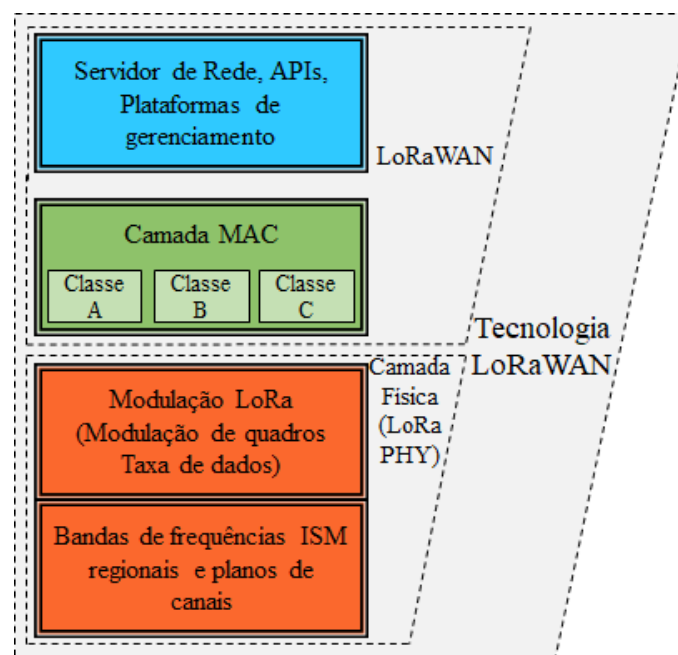 Servidor de Rede, APIs,
Plataformas de
gerenciamento
LoRaWAN
Camada MAC
Classe
A
Classe
B
Classe
C
Tecnologia
LoRaWAN
Camada
Física
(LoRa
PHY)
Modulação LoRa
(Modulação de quadros
Taxa de dados)
Bandas de frequências ISM
regionais e planos de
canais